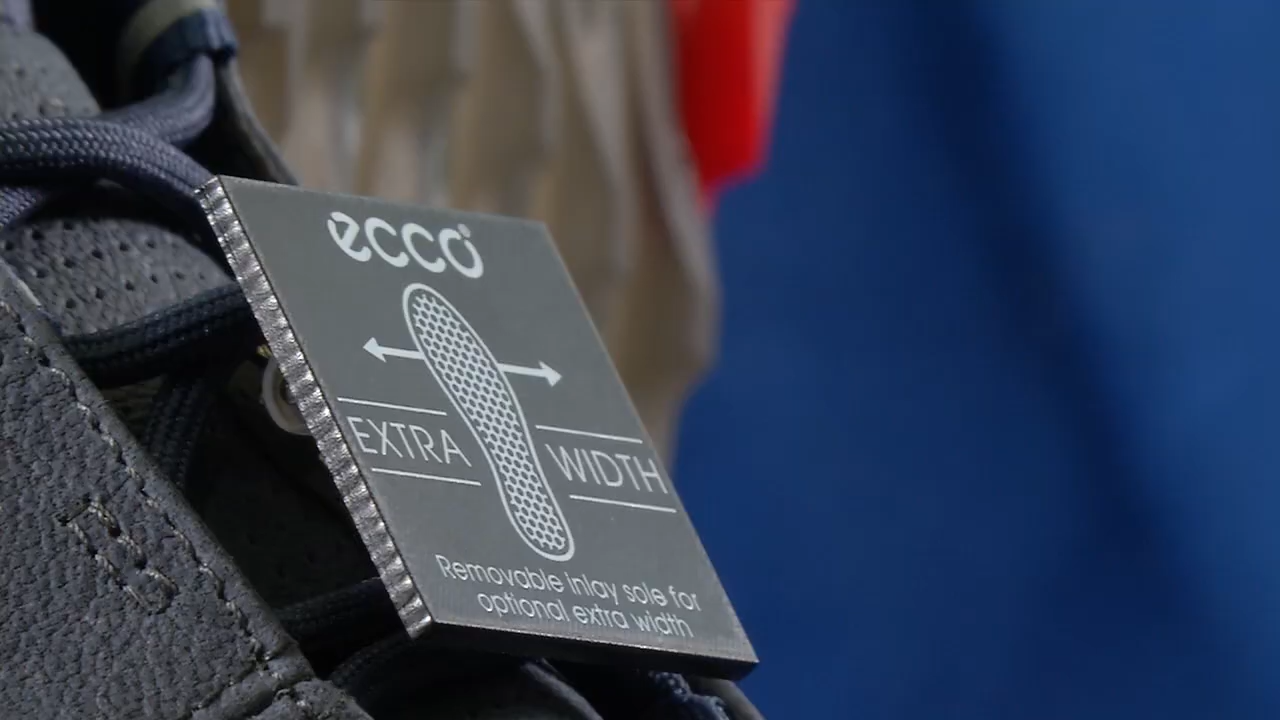 ecco
EXTRA WIDTH
Removable inlay sole for
optional extra width